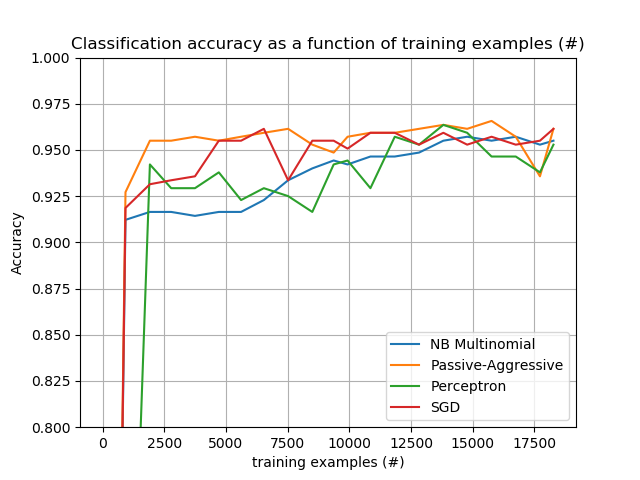 Classification accuracy as a function of training examples (#)
1.000
0.975
0.950
0.925
0.900
0.875
0.850
0.825
0.800
Accuracy
NB Multinomial
Passive-Aggressive
Perceptron
SGD
0 2500 5000 7500 10000 12500 15000 17500
training examples (#)